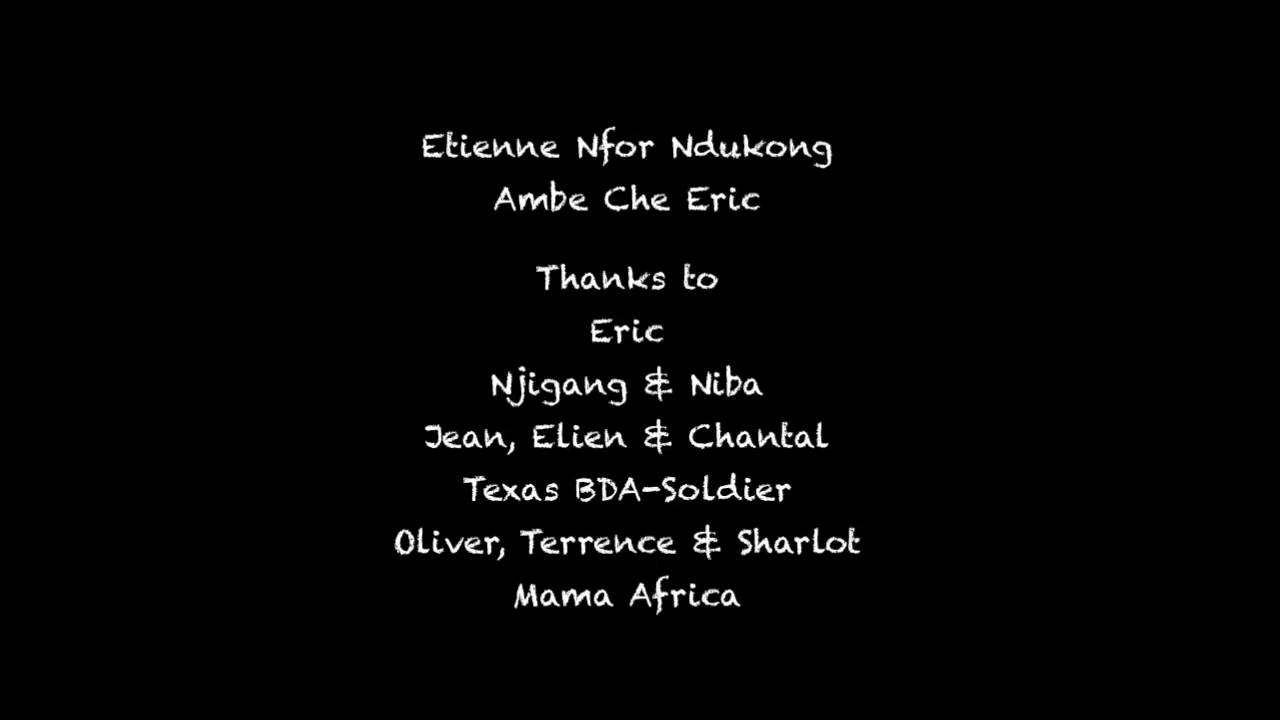 Etienne Nfor Ndukong
Ambe Che Eric
Thanks to
Eric
Njigang & Niba
Jean, Elien & Chantal
Texas BDA-Soldier
Oliver, Terrence & Sharlot
Mama Africa